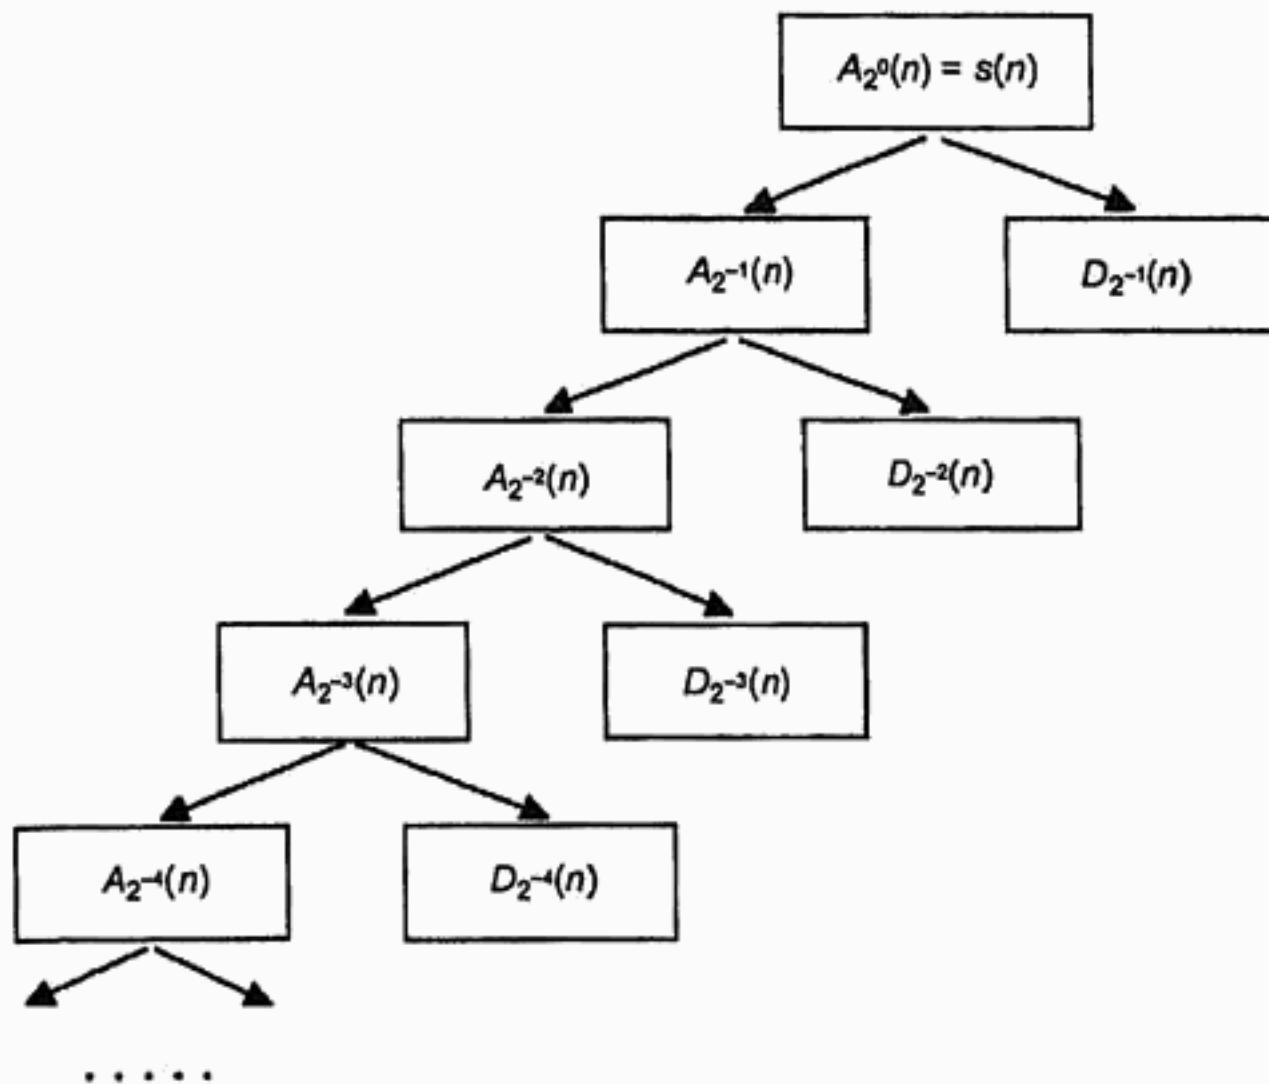 A₂⁰(n) = s(n)
A₂⁻¹(n)
D₂⁻¹(n)
A₂⁻²(n)
D₂⁻²(n)
A₂⁻³(n)
D₂⁻³(n)
A₂⁻⁴(n)
D₂⁻⁴(n)
. . . . .